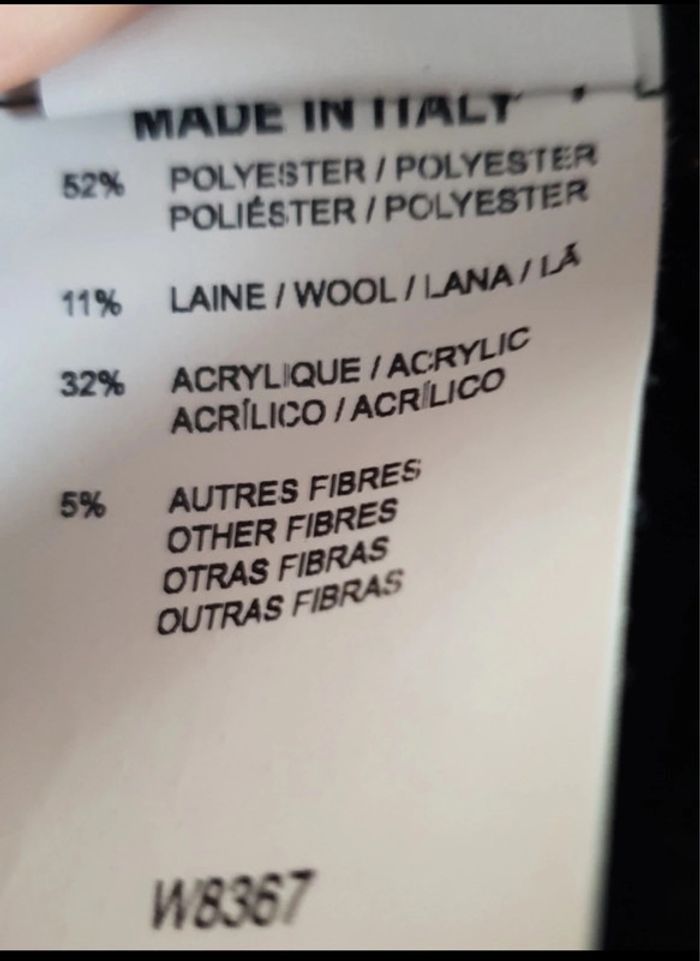 MADE IN ITALY
52% POLYESTER / POLYESTER
POLIÉSTER / POLYESTER
11% LAINE / WOOL / LANA / LÃ
32% ACRYLIQUE / ACRYLIC
ACRÍLICO / ACRÍLICO
5% AUTRES FIBRES
OTHER FIBRES
OTRAS FIBRAS
OUTRAS FIBRAS
W8367